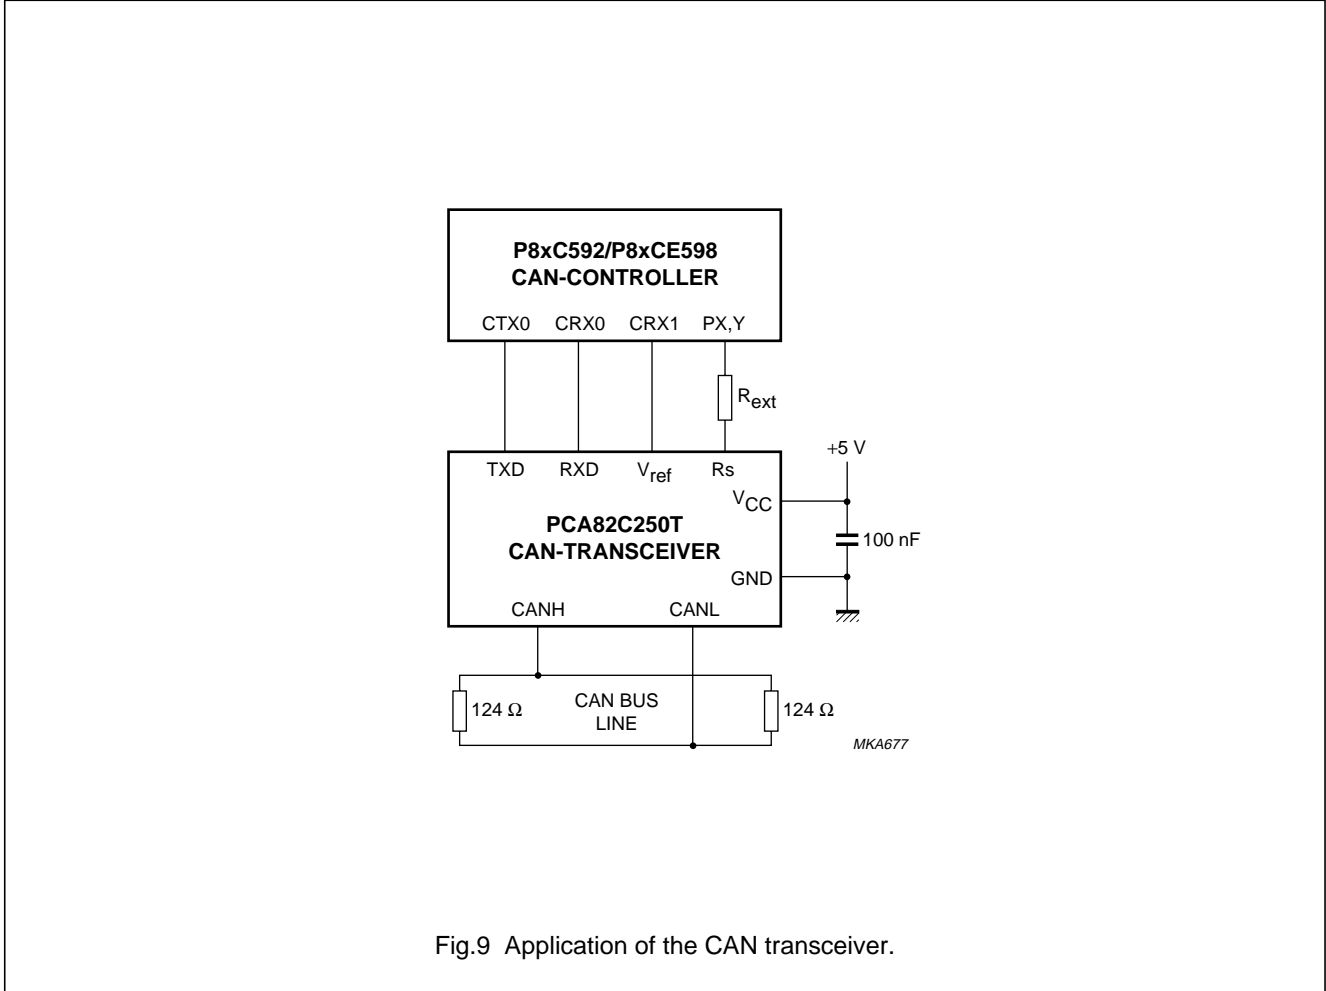 P8xC592/P8xCE598
CAN-CONTROLLER
CTX0 CRX0 CRX1 PX,Y
Rext
+5 V
TXD RXD Vref Rs
VCC
PCA82C250T
CAN-TRANSCEIVER
100 nF
GND
CANH CANL
124 Ω
CAN BUS
LINE
124 Ω
MKA677
Fig.9 Application of the CAN transceiver.